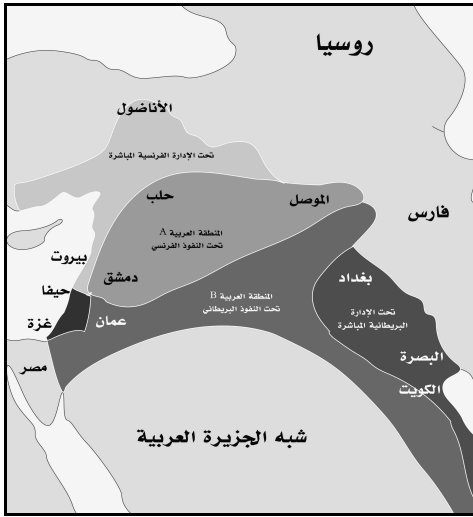 روسيا
الأناضول
تحت الإدارة الفرنسية المباشرة
حلب
الموصل
فارس
المنطقة العربية A
تحت النفوذ الفرنسي
بيروت
دمشق
بغداد
حيفا
المنطقة العربية B
تحت النفوذ البريطاني
تحت الإدارة
البريطانية المباشرة
غزة
عمان
البصرة
مصر
الكويت
شبه الجزيرة العربية